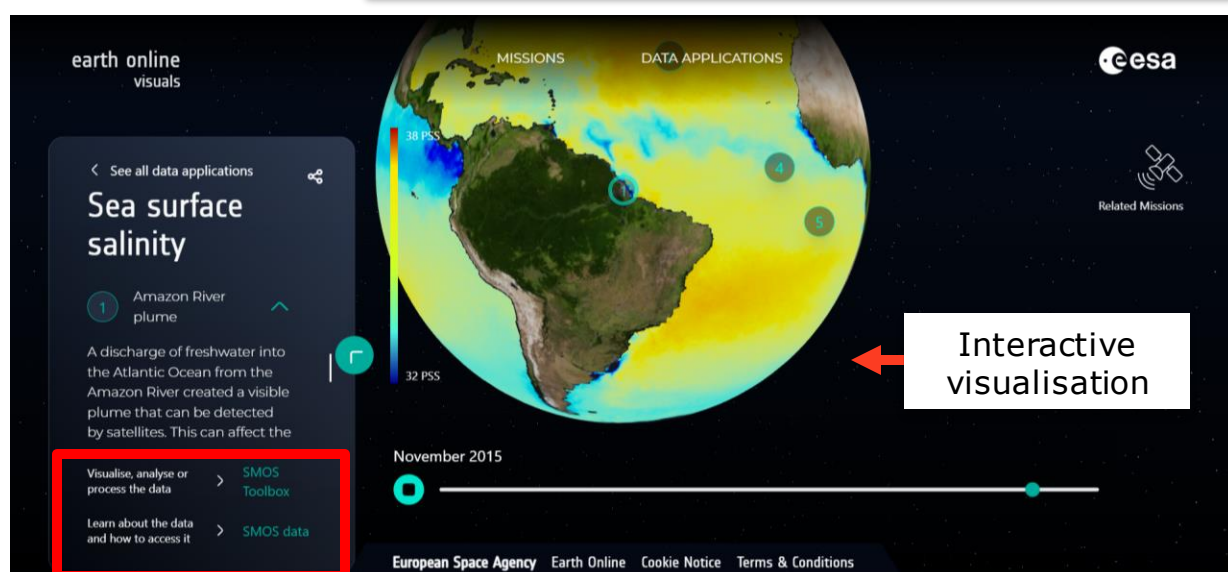 earth online
visuals
MISSIONS
DATA APPLICATIONS
esa
See all data applications
Sea surface
salinity
1
Amazon River
plume
A discharge of freshwater into
the Atlantic Ocean from the
Amazon River created a visible
plume that can be detected
by satellites. This can affect the
Visualise, analyse or
process the data
SMOS
Toolbox
Learn about the data
and how to access it
SMOS data
38 PSS
32 PSS
1
4
5
Related Missions
Interactive
visualisation
November 2015
European Space Agency Earth Online Cookie Notice Terms & Conditions